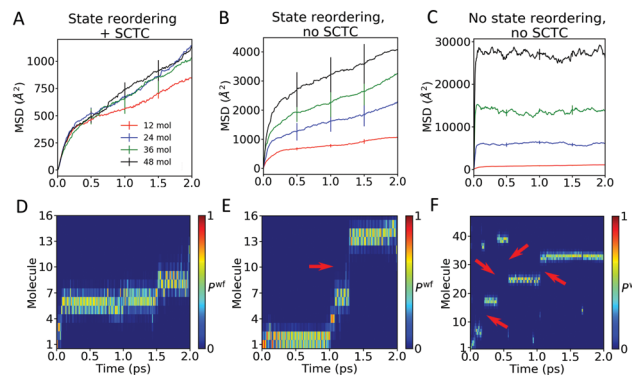 A State reordering + SCTC
B State reordering, no SCTC
C No state reordering, no SCTC
MSD (Å²)
1000
750
500
250
0
12 mol
24 mol
36 mol
48 mol
0.0 0.5 1.0 1.5 2.0
MSD (Å²)
4000
3000
2000
1000
0
0.0 0.5 1.0 1.5 2.0
MSD (Å²)
30000
20000
10000
0
0.0 0.5 1.0 1.5 2.0
D
Molecule
16
13
10
7
4
1
0.0 0.5 1.0 1.5 2.0
Time (ps)
1
P^wf
0
E
Molecule
16
13
10
7
4
1
0.0 0.5 1.0 1.5 2.0
Time (ps)
1
P^wf
0
F
Molecule
40
30
20
10
1
0.0 0.5 1.0 1.5 2.0
Time (ps)
1
P^wf
0